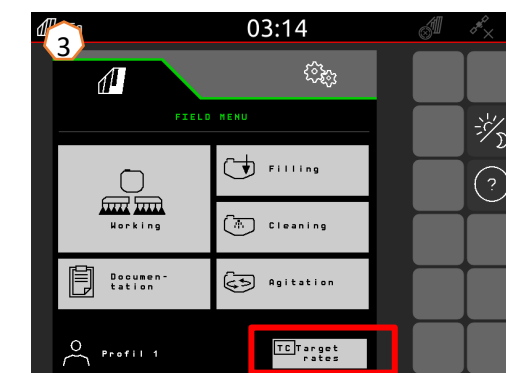 03:14
3
FIELD MENU
Filling
Working
Cleaning
Documen-
tation
Agitation
Profil 1
TC Target
rates
?